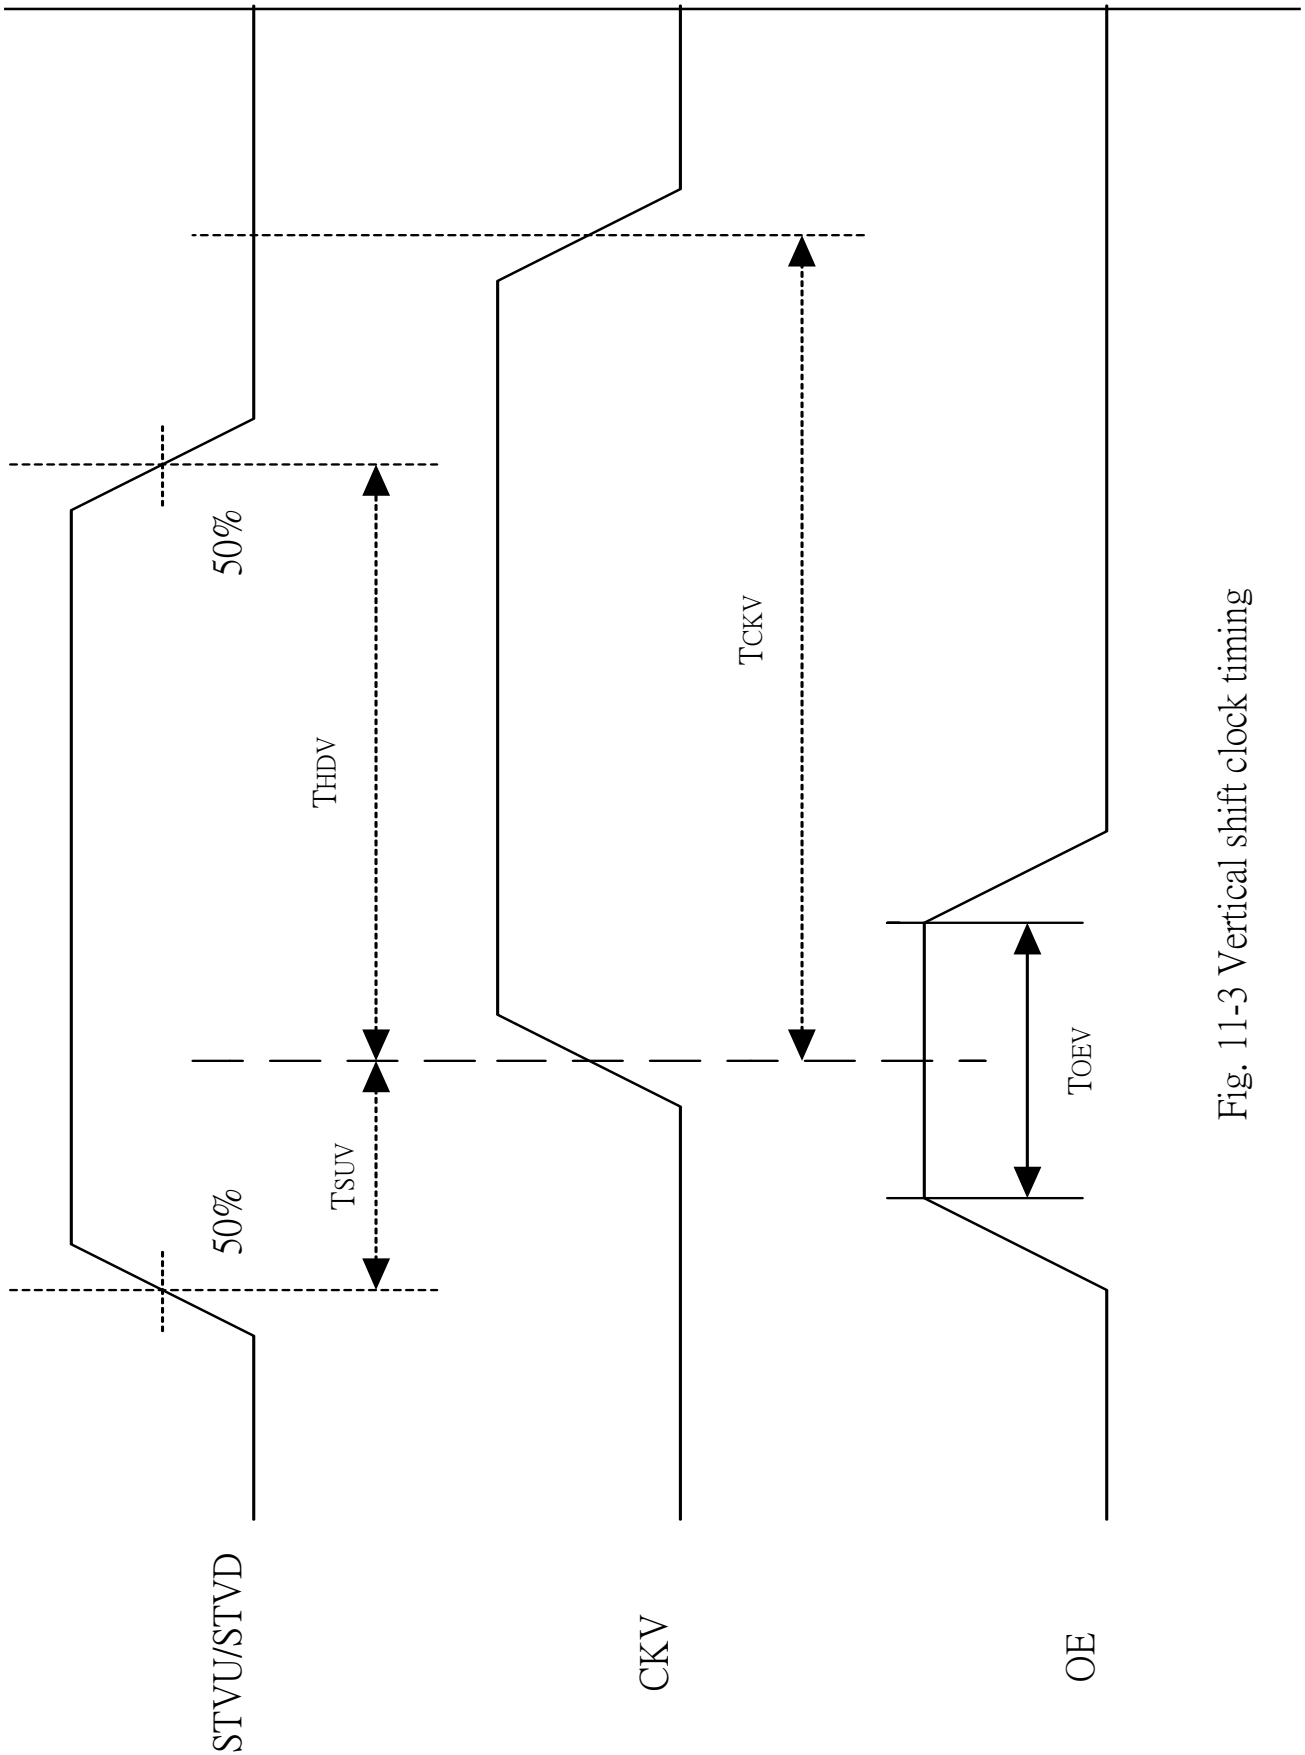 STVU/STVD
50%
50%
TSUV
THDV
CKV
TCKV
OE
TOEV
Fig. 11-3 Vertical shift clock timing